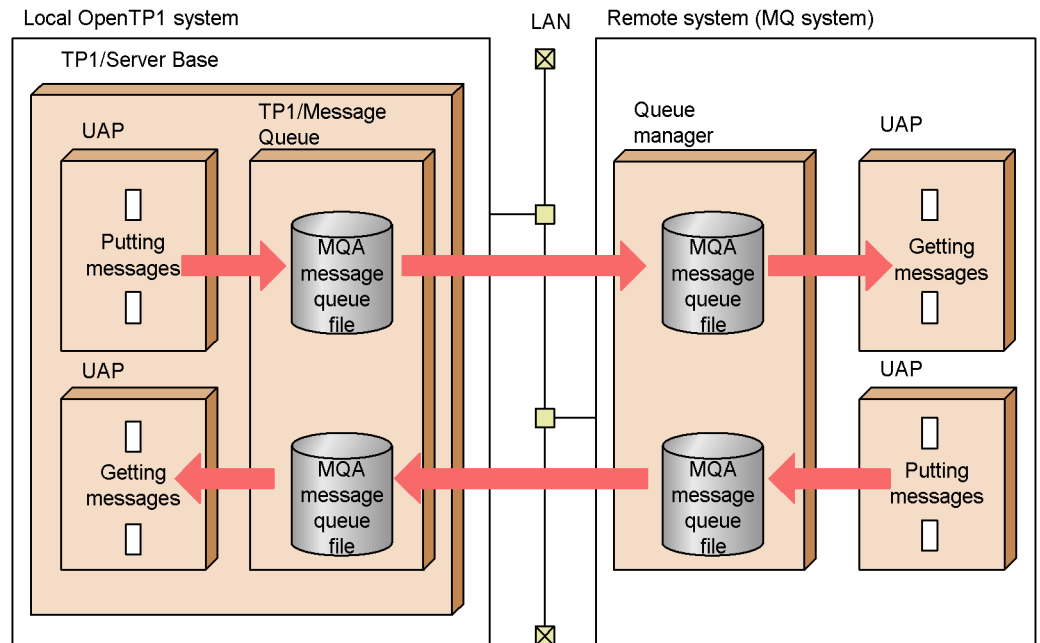 Local OpenTP1 system
LAN
Remote system (MQ system)
TP1/Server Base
TP1/Message
Queue
UAP
Queue
manager
UAP
Putting
messages
MQA
message
queue
file
MQA
message
queue
file
Getting
messages
UAP
UAP
Getting
messages
MQA
message
queue
file
MQA
message
queue
file
Putting
messages